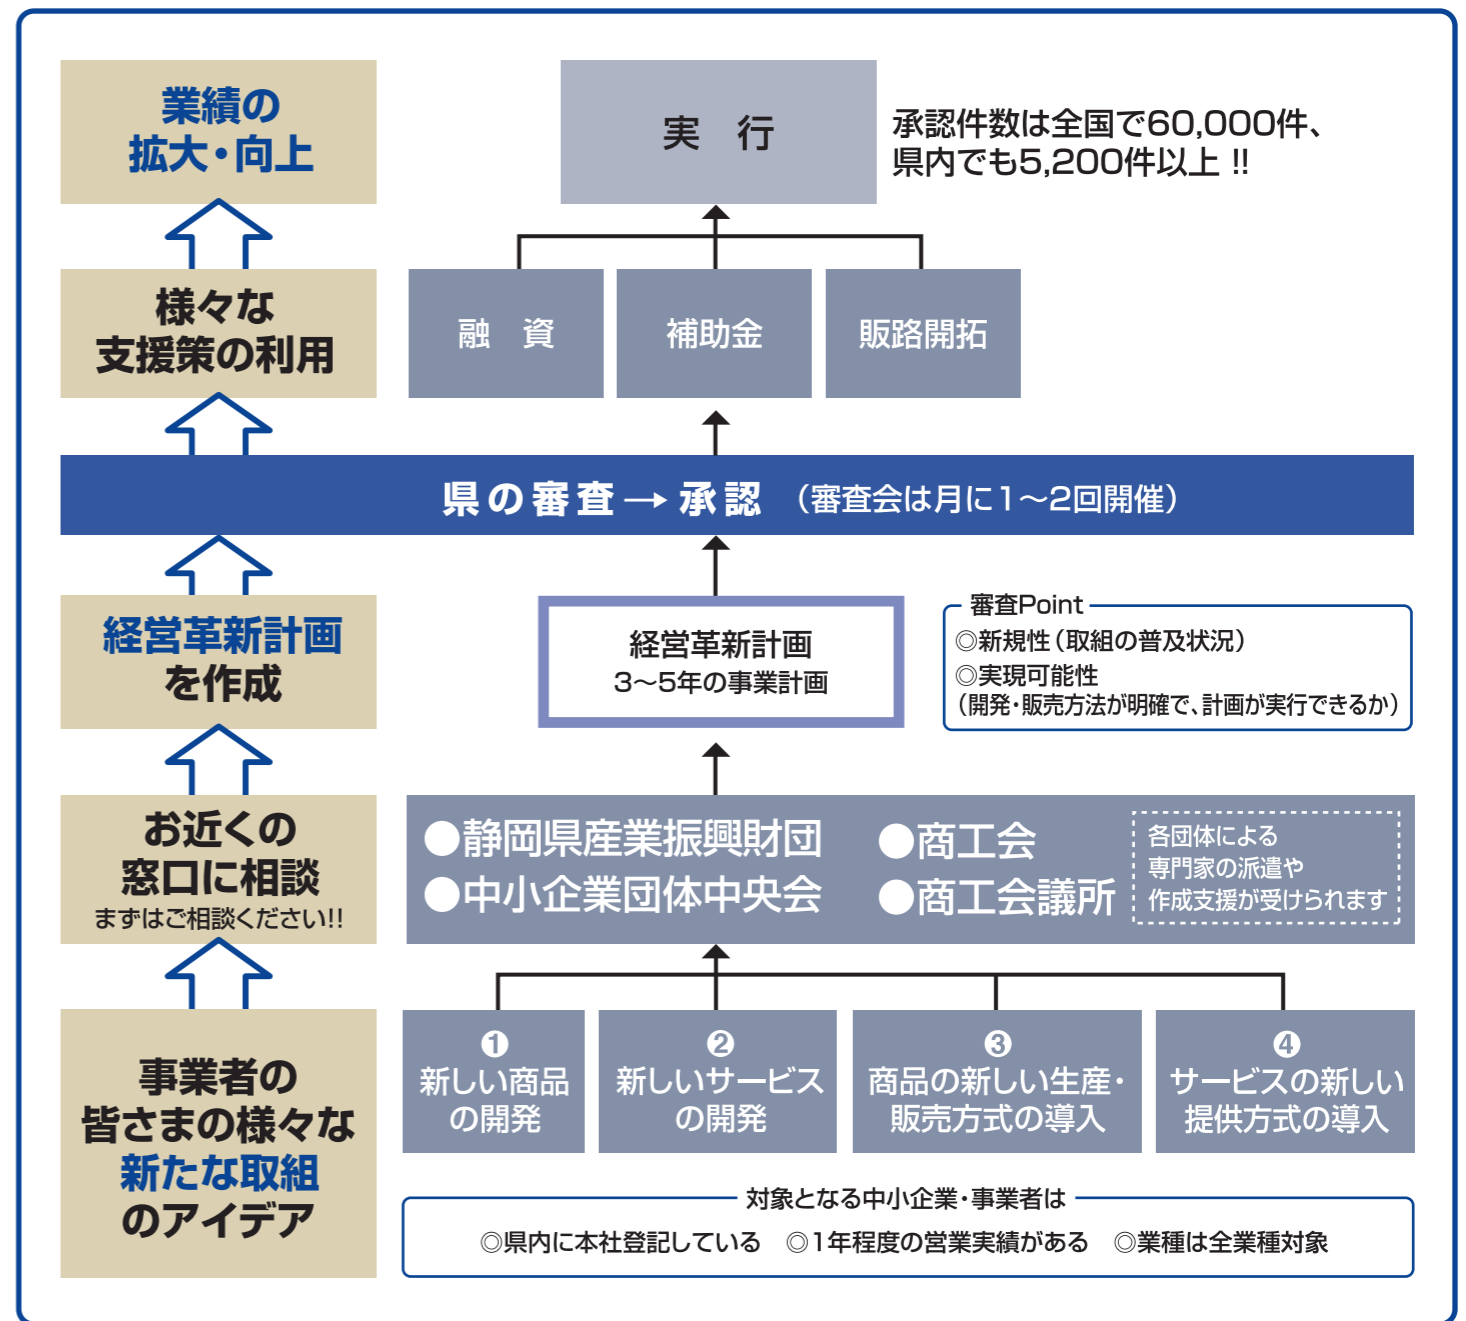 業績の
拡大・向上
実　行
承認件数は全国で60,000件、
県内でも5,200件以上 !!
様々な
支援策の利用
融　資
補助金
販路開拓
県の審査→承認 （審査会は月に1～2回開催）
経営革新計画
を作成
経営革新計画
3～5年の事業計画
審査Point
◎新規性（取組の普及状況）
◎実現可能性
（開発・販売方法が明確で、計画が実行できるか）
お近くの
窓口に相談
まずはご相談ください!!
●静岡県産業振興財団
●中小企業団体中央会
●商工会
●商工会議所
各団体による
専門家の派遣や
作成支援が受けられます
事業者の
皆さまの様々な
新たな取組
のアイデア
❶
新しい商品
の開発
❷
新しいサービス
の開発
❸
商品の新しい生産・
販売方式の導入
❹
サービスの新しい
提供方式の導入
対象となる中小企業・事業者は
◎県内に本社登記している　◎1年程度の営業実績がある　◎業種は全業種対象